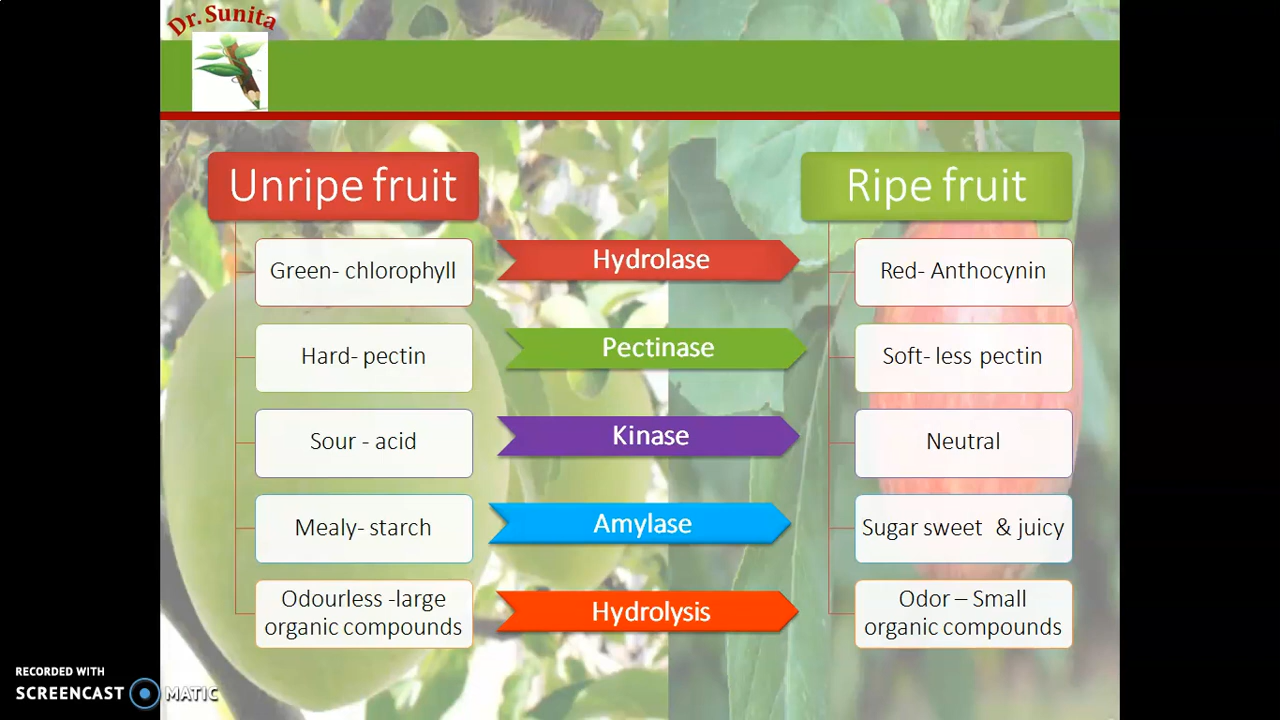 Dr. Sunita
Unripe fruit
Ripe fruit
Green- chlorophyll
Hydrolase
Red- Anthocynin
Hard- pectin
Pectinase
Soft- less pectin
Sour - acid
Kinase
Neutral
Mealy- starch
Amylase
Sugar sweet & juicy
Odourless -large
organic compounds
Hydrolysis
Odor – Small
organic compounds
RECORDED WITH
SCREENCAST MATIC